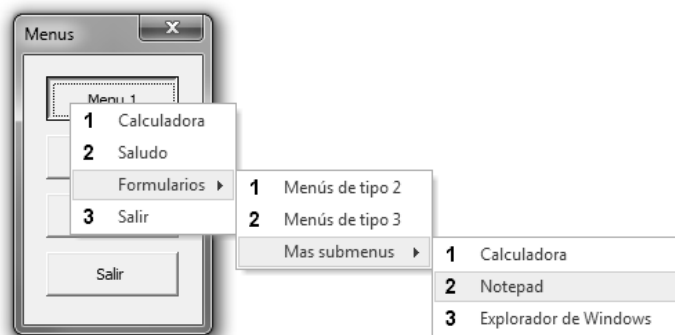 Menus
X
Menu 1
1 Calculadora
2 Saludo
Formularios
3 Salir
1 Menús de tipo 2
2 Menús de tipo 3
Mas submenus
1 Calculadora
2 Notepad
3 Explorador de Windows
Salir